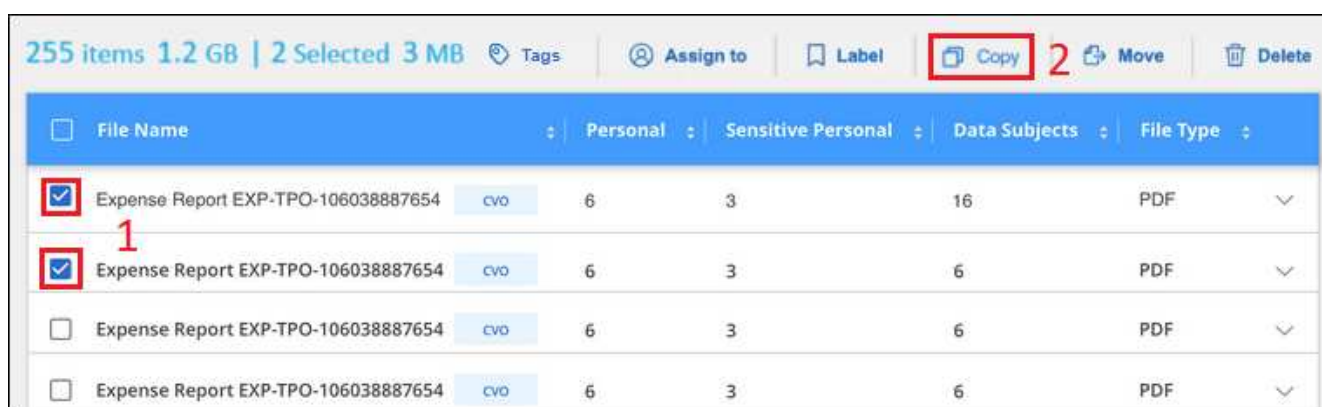 255 items 1.2 GB | 2 Selected 3 MB Tags Assign to Label Copy 2 Move Delete
File Name Personal Sensitive Personal Data Subjects File Type
Expense Report EXP-TPO-106038887654 CVO 6 3 16 PDF
1
Expense Report EXP-TPO-106038887654 CVO 6 3 6 PDF
Expense Report EXP-TPO-106038887654 CVO 6 3 6 PDF
Expense Report EXP-TPO-106038887654 CVO 6 3 6 PDF